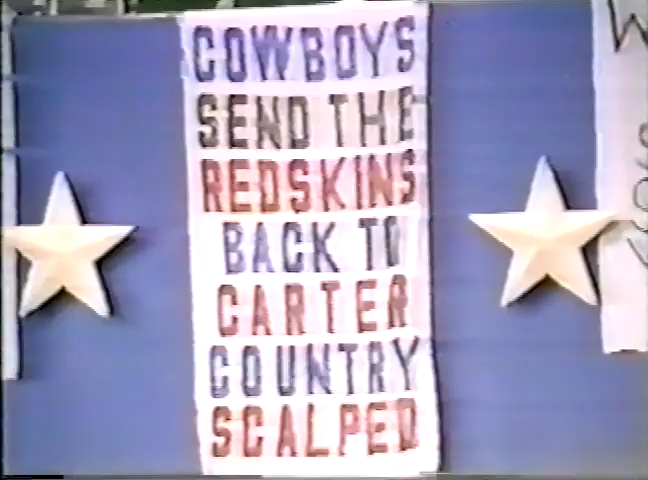 COWBOYS
SEND THE
REDSKINS
BACK TO
CARTER
COUNTRY
SCALPED